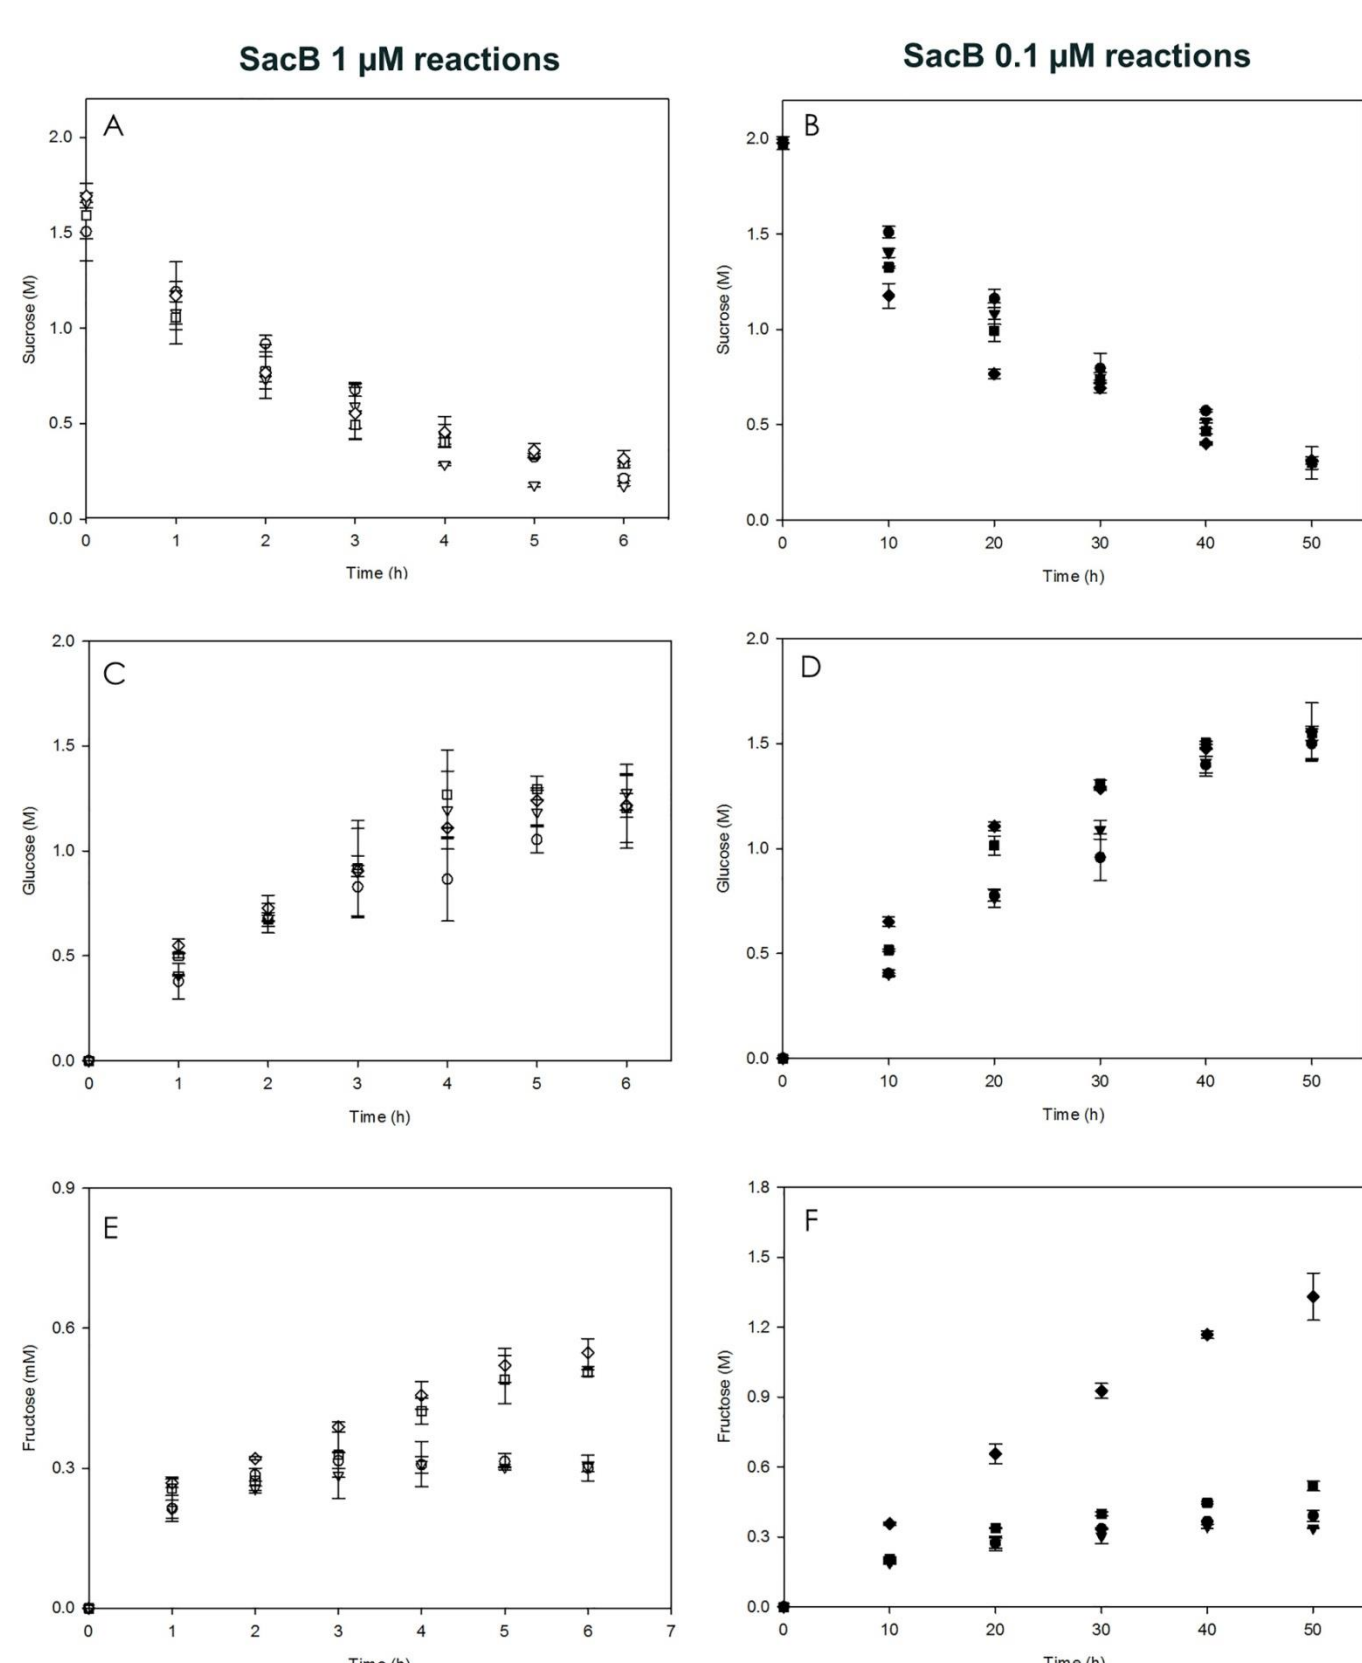 SacB 1 µM reactions
SacB 0.1 µM reactions
A
2.0
1.5
1.0
0.5
0.0
Sucrose (M)
0 1 2 3 4 5 6
Time (h)
B
2.0
1.5
1.0
0.5
0.0
Sucrose (M)
0 10 20 30 40 50
Time (h)
C
2.0
1.5
1.0
0.5
0.0
Glucose (M)
0 1 2 3 4 5 6
Time (h)
D
2.0
1.5
1.0
0.5
0.0
Glucose (M)
0 10 20 30 40 50
Time (h)
E
0.9
0.6
0.3
0.0
Fructose (mM)
0 1 2 3 4 5 6 7
Time (h)
F
1.8
1.5
1.2
0.9
0.6
0.3
0.0
Fructose (M)
0 10 20 30 40 50
Time (h)